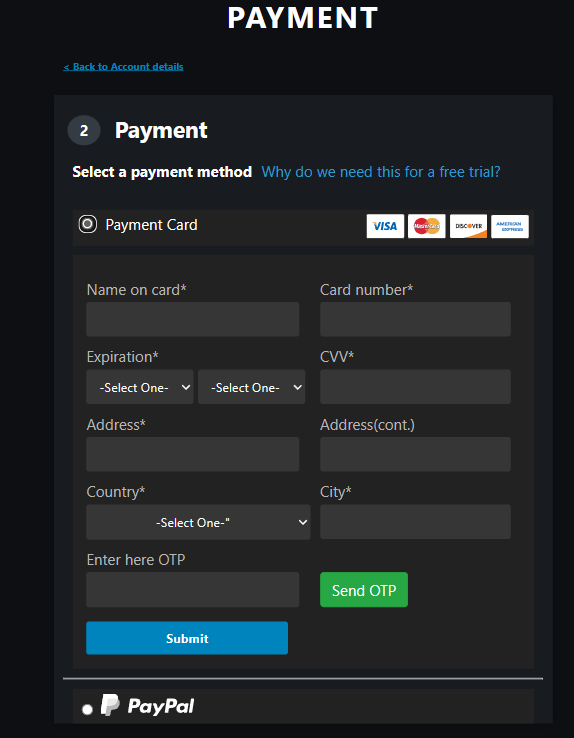 PAYMENT
< Back to Account details
2 Payment
Select a payment method Why do we need this for a free trial?
Payment Card VISA MasterCard DISCOVER AMERICAN EXPRESS
Name on card* Card number*
Expiration* CVV*
-Select One- -Select One-
Address* Address(cont.)
Country* City*
-Select One-"
Enter here OTP
Send OTP
Submit
PayPal